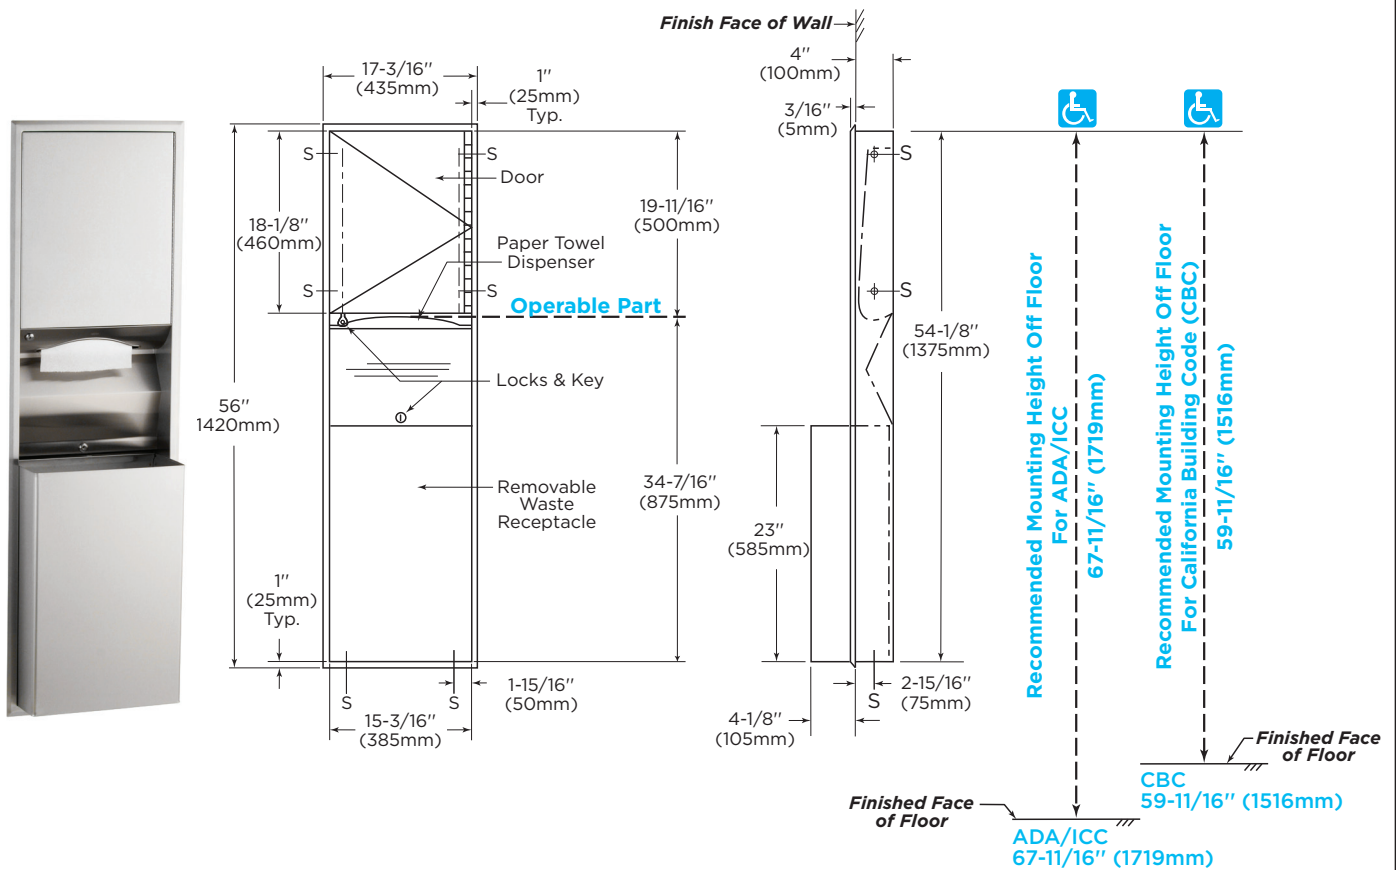 Finish Face of Wall
4"
(100mm)
17-3/16"
(435mm)
1"
(25mm)
Typ.
3/16"
(5mm)
S
S
Door
S
18-1/8"
(460mm)
19-11/16"
(500mm)
Paper Towel
Dispenser
S
S
S
Operable Part
54-1/8"
(1375mm)
Locks & Key
56"
1420mm)
Removable
Waste
Receptacle
34-7/16"
(875mm)
23"
(585mm)
1"
(25mm)
Typ.
S
S
1-15/16"
(50mm)
15-3/16"
(385mm)
S
2-15/16"
(75mm)
4-1/8"
(105mm)
Recommended Mounting Height Off Floor
For ADA/ICC
67-11/16" (1719mm)
Recommended Mounting Height Off Floor
For California Building Code (CBC)
59-11/16" (1516mm)
Finished Face
of Floor
CBC
59-11/16" (1516mm)
Finished Face
of Floor
ADA/ICC
67-11/16" (1719mm)